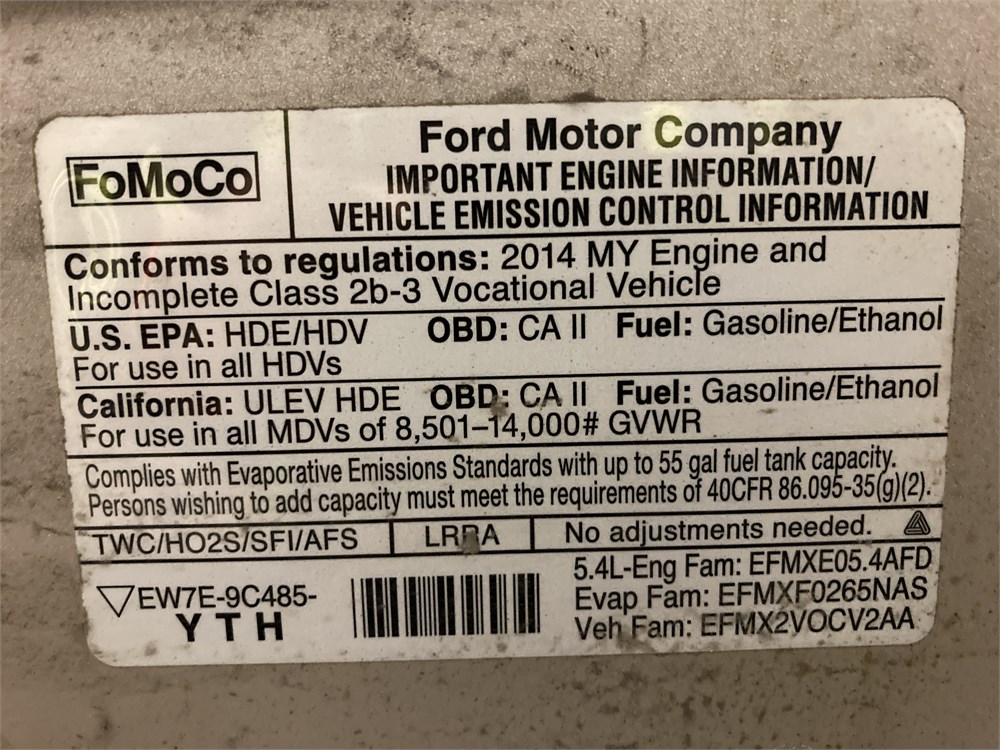 FoMoCo
Ford Motor Company
IMPORTANT ENGINE INFORMATION/
VEHICLE EMISSION CONTROL INFORMATION
Conforms to regulations: 2014 MY Engine and
Incomplete Class 2b-3 Vocational Vehicle
U.S. EPA: HDE/HDV OBD: CA II Fuel: Gasoline/Ethanol
For use in all HDVs
California: ULEV HDE OBD: CA II Fuel: Gasoline/Ethanol
For use in all MDVs of 8,501–14,000# GVWR
Complies with Evaporative Emissions Standards with up to 55 gal fuel tank capacity.
Persons wishing to add capacity must meet the requirements of 40CFR 86.095-35(g)(2).
TWC/HO2S/SFI/AFS LRRA No adjustments needed.
EW7E-9C485-
YTH
5.4L-Eng Fam: EFMXE05.4AFD
Evap Fam: EFMXF0265NAS
Veh Fam: EFMX2VOCV2AA